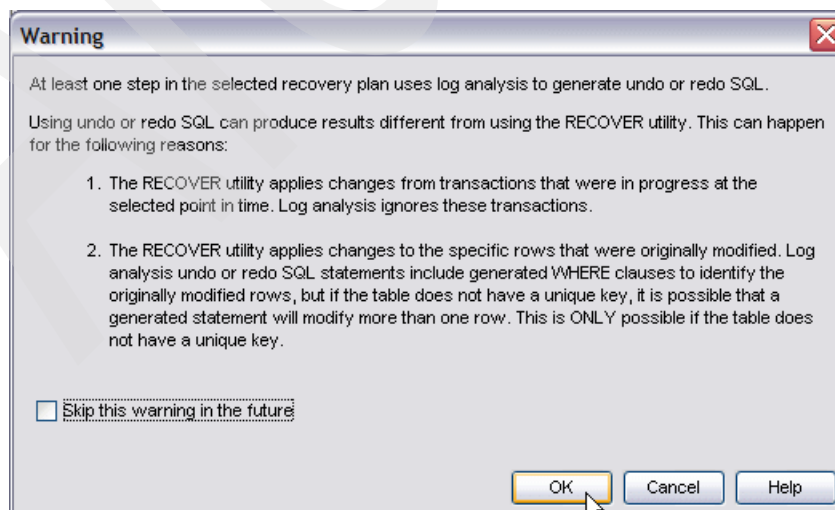 Warning
At least one step in the selected recovery plan uses log analysis to generate undo or redo SQL.
Using undo or redo SQL can produce results different from using the RECOVER utility. This can happen
for the following reasons:
1. The RECOVER utility applies changes from transactions that were in progress at the
selected point in time. Log analysis ignores these transactions.
2. The RECOVER utility applies changes to the specific rows that were originally modified. Log
analysis undo or redo SQL statements include generated WHERE clauses to identify the
originally modified rows, but if the table does not have a unique key, it is possible that a
generated statement will modify more than one row. This is ONLY possible if the table does
not have a unique key.
Skip this warning in the future
OK Cancel Help